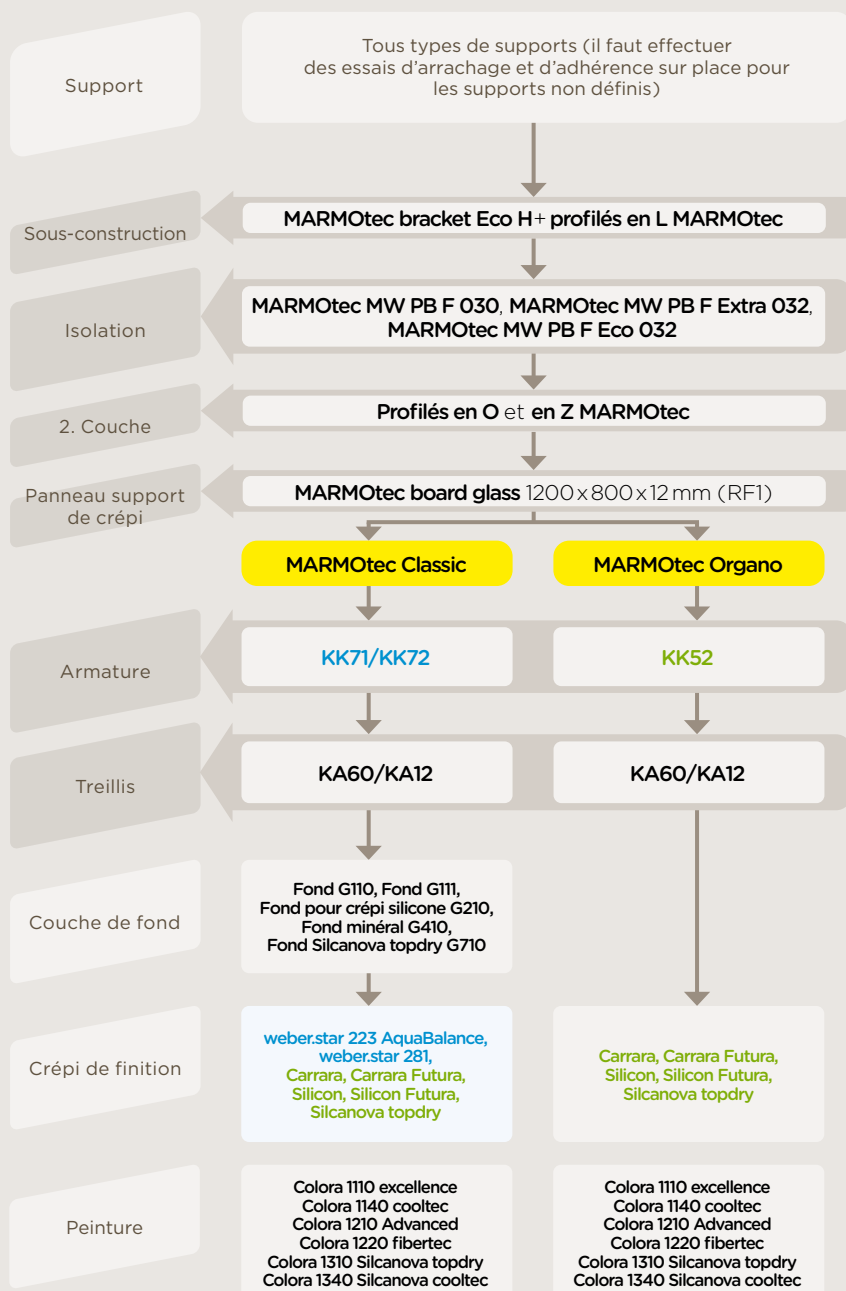 Support
Tous types de supports (il faut effectuer
des essais d'arrachage et d'adhérence sur place pour
les supports non définis)
Sous-construction
MARMOtec bracket Eco H+ profilés en L MARMOtec
Isolation
MARMOtec MW PB F 030, MARMOtec MW PB F Extra 032,
MARMOtec MW PB F Eco 032
2. Couche
Profilés en O et en Z MARMOtec
Panneau support
de crépi
MARMOtec board glass 1200x800x12 mm (RF1)
MARMOtec Classic
MARMOtec Organo
Armature
KK71/KK72
KK52
Treillis
KA60/KA12
KA60/KA12
Couche de fond
Fond G110, Fond G111,
Fond pour crépi silicone G210,
Fond minéral G410,
Fond Silcanova topdry G710
Crépi de finition
weber.star 223 AquaBalance,
weber.star 281,
Carrara, Carrara Futura,
Silicon, Silicon Futura,
Silcanova topdry
Carrara, Carrara Futura,
Silicon, Silicon Futura,
Silcanova topdry
Peinture
Colora 1110 excellence
Colora 1140 cooltec
Colora 1210 Advanced
Colora 1220 fibertec
Colora 1310 Silcanova topdry
Colora 1340 Silcanova cooltec
Colora 1110 excellence
Colora 1140 cooltec
Colora 1210 Advanced
Colora 1220 fibertec
Colora 1310 Silcanova topdry
Colora 1340 Silcanova cooltec